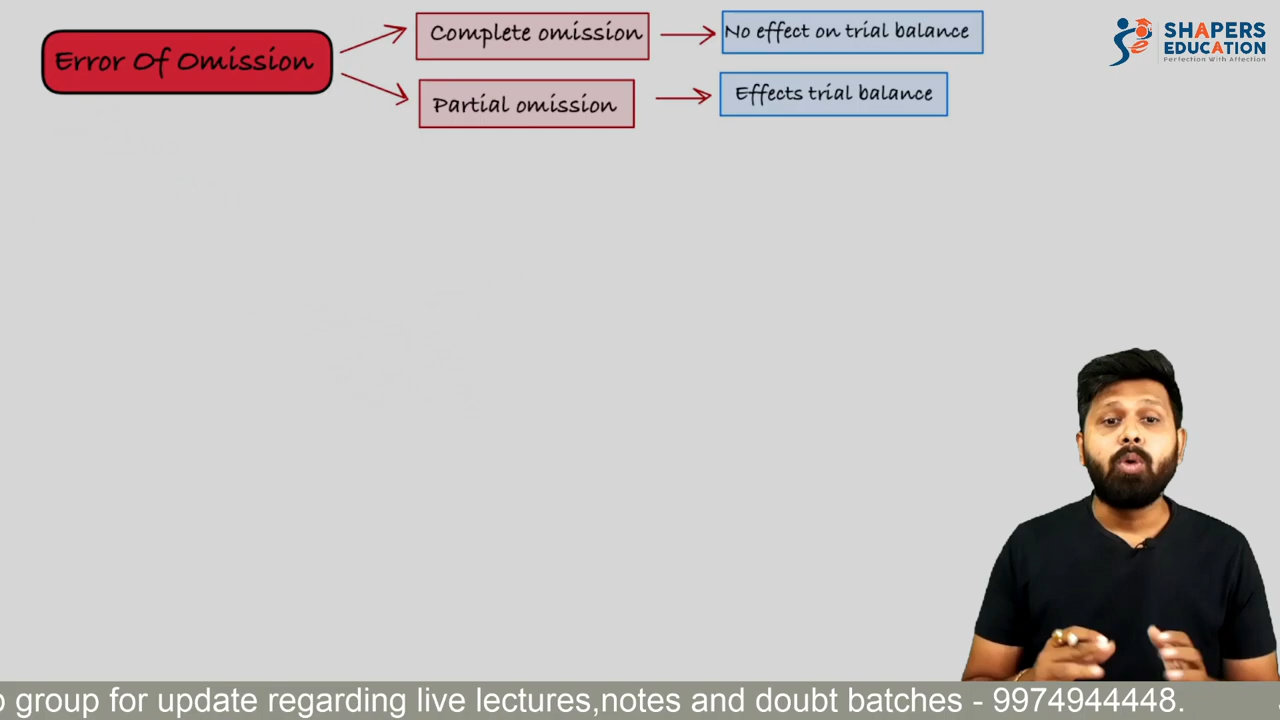 Error Of Omission
Complete omission
No effect on trial balance
Partial omission
Effects trial balance
SHAPERS
EDUCATION
Perfection With Affection
group for update regarding live lectures,notes and doubt batches - 9974944448.